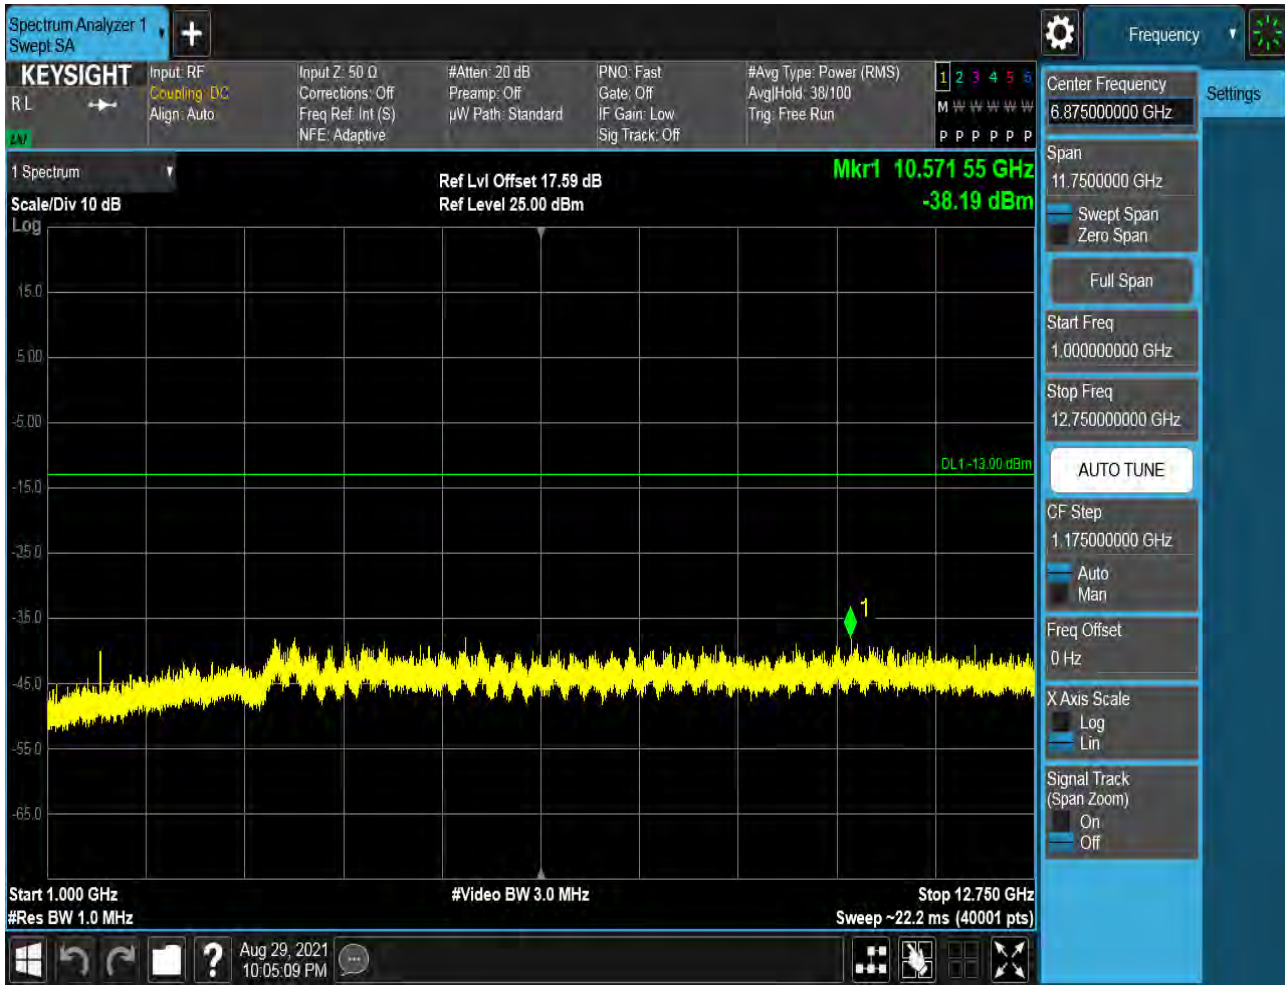 Spectrum Analyzer 1
Swept SA
Frequency
KEYSIGHT
R L
LNI
Input: RF
Coupling: DC
Align: Auto
Input Z: 50 Ω
Corrections: Off
Freq Ref: Int (S)
NFE: Adaptive
#Atten: 20 dB
Preamp: Off
µW Path: Standard
PNO: Fast
Gate: Off
IF Gain: Low
Sig Track: Off
#Avg Type: Power (RMS)
Avg|Hold: 38/100
Trig: Free Run
1 2 3 4 5 6
M W W W W W
P P P P P P
1 Spectrum
Scale/Div 10 dB
Log
Ref Lvl Offset 17.59 dB
Ref Level 25.00 dBm
Mkr1 10.571 55 GHz
-38.19 dBm
15.0
5.00
-5.00
DL1 -13.00 dBm
-15.0
-25.0
-35.0
1
-45.0
-55.0
-65.0
Start 1.000 GHz
#Res BW 1.0 MHz
#Video BW 3.0 MHz
Stop 12.750 GHz
Sweep ~22.2 ms (40001 pts)
Center Frequency
6.875000000 GHz
Settings
Span
11.7500000 GHz
Swept Span
Zero Span
Full Span
Start Freq
1.000000000 GHz
Stop Freq
12.750000000 GHz
AUTO TUNE
CF Step
1.175000000 GHz
Auto
Man
Freq Offset
0 Hz
X Axis Scale
Log
Lin
Signal Track
(Span Zoom)
On
Off
?
Aug 29, 2021
10:05:09 PM